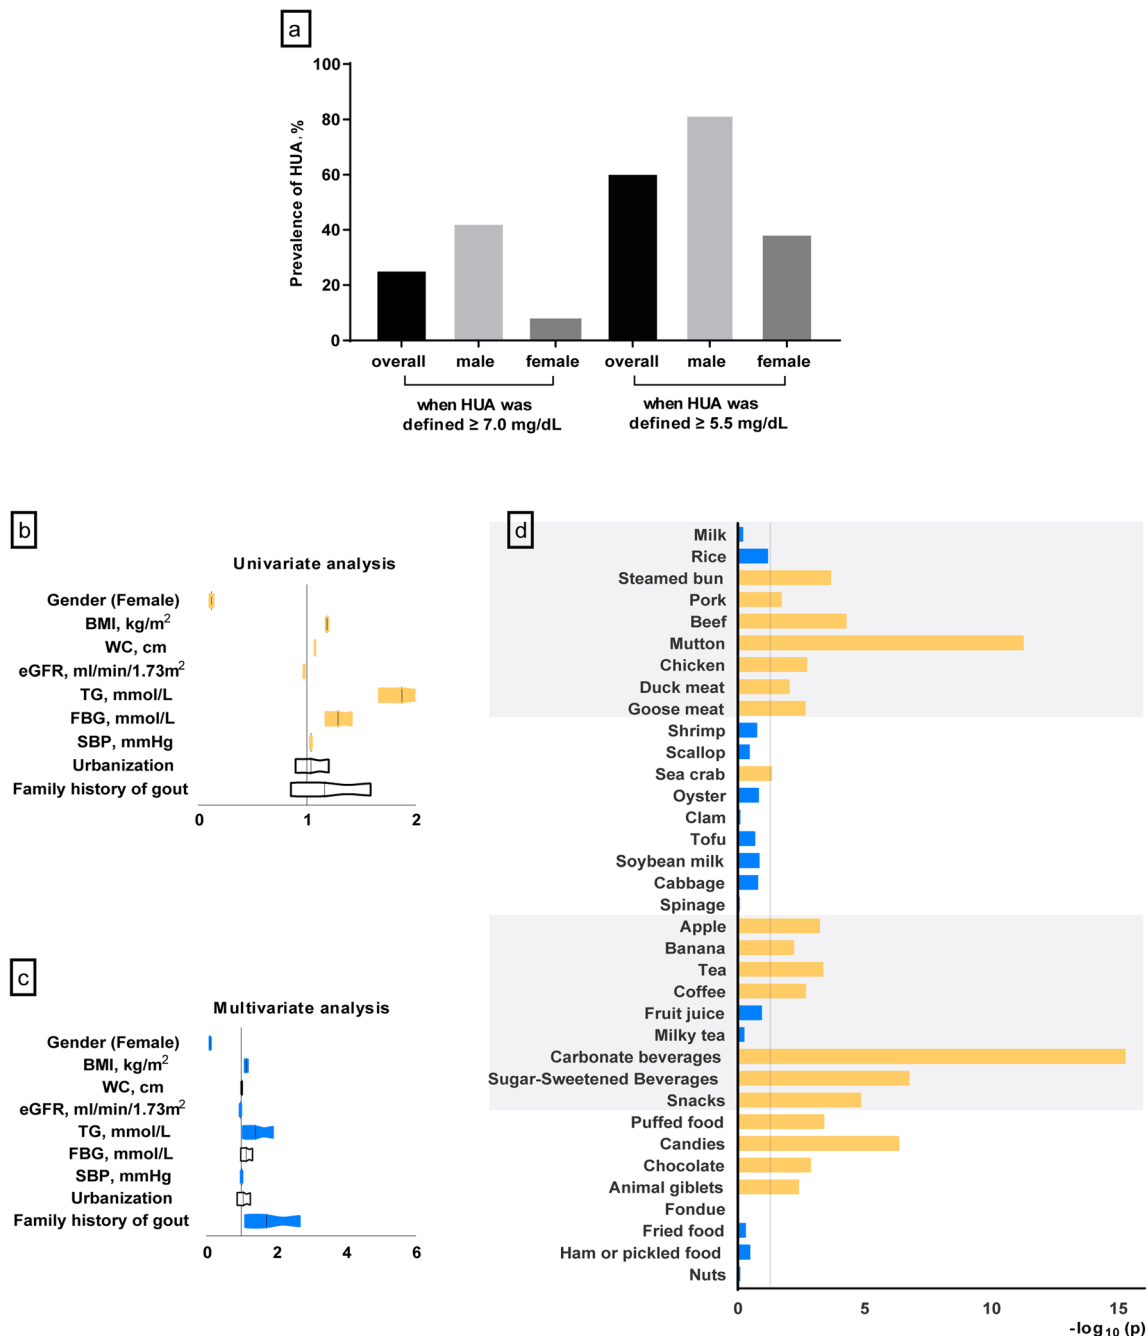 a
100
80
60
40
20
0
Prevalence of HUA, %
overall male female overall male female
when HUA was defined ≥ 7.0 mg/dL
when HUA was defined ≥ 5.5 mg/dL
b
Univariate analysis
Gender (Female)
BMI, kg/m²
WC, cm
eGFR, ml/min/1.73m²
TG, mmol/L
FBG, mmol/L
SBP, mmHg
Urbanization
Family history of gout
0 1 2
c
Multivariate analysis
Gender (Female)
BMI, kg/m²
WC, cm
eGFR, ml/min/1.73m²
TG, mmol/L
FBG, mmol/L
SBP, mmHg
Urbanization
Family history of gout
0 2 4 6
d
Milk
Rice
Steamed bun
Pork
Beef
Mutton
Chicken
Duck meat
Goose meat
Shrimp
Scallop
Sea crab
Oyster
Clam
Tofu
Soybean milk
Cabbage
Spinage
Apple
Banana
Tea
Coffee
Fruit juice
Milky tea
Carbonate beverages
Sugar-Sweetened Beverages
Snacks
Puffed food
Candies
Chocolate
Animal giblets
Fondue
Fried food
Ham or pickled food
Nuts
0 5 10 15
-log₁₀ (p)